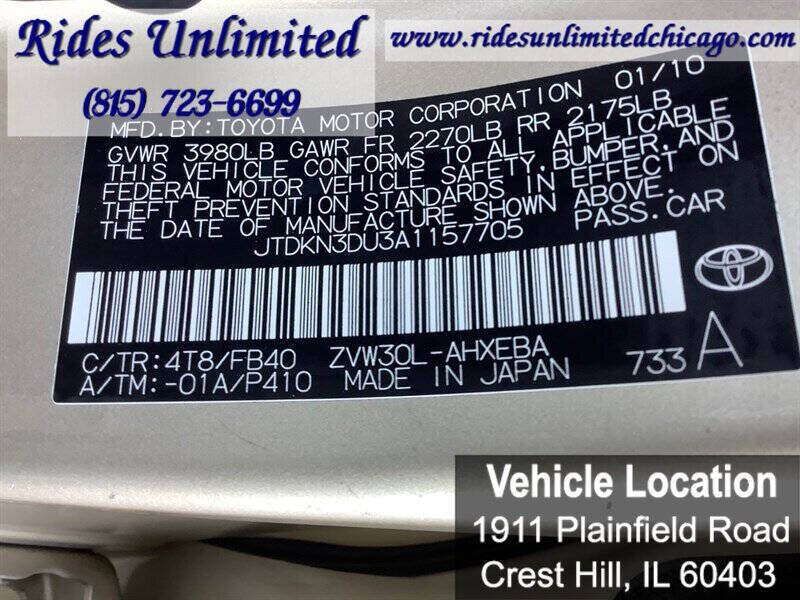 Rides Unlimited
(815) 723-6699
www.ridesunlimitedchicago.com
MFD.BY:TOYOTA MOTOR CORPORATION 01/10
GVWR 3980LB GAWR FR 2270LB RR 2175LB
THIS VEHICLE CONFORMS TO ALL APPLICABLE
FEDERAL MOTOR VEHICLE SAFETY,BUMPER,AND
THEFT PREVENTION STANDARDS IN EFFECT ON
THE DATE OF MANUFACTURE SHOWN ABOVE.
JTDKN3DU3A1157705 PASS.CAR
C/TR:4T8/FB40 ZVW30L-AHXEBA
A/TM:-01A/P410 MADE IN JAPAN 733 A
Vehicle Location
1911 Plainfield Road
Crest Hill, IL 60403